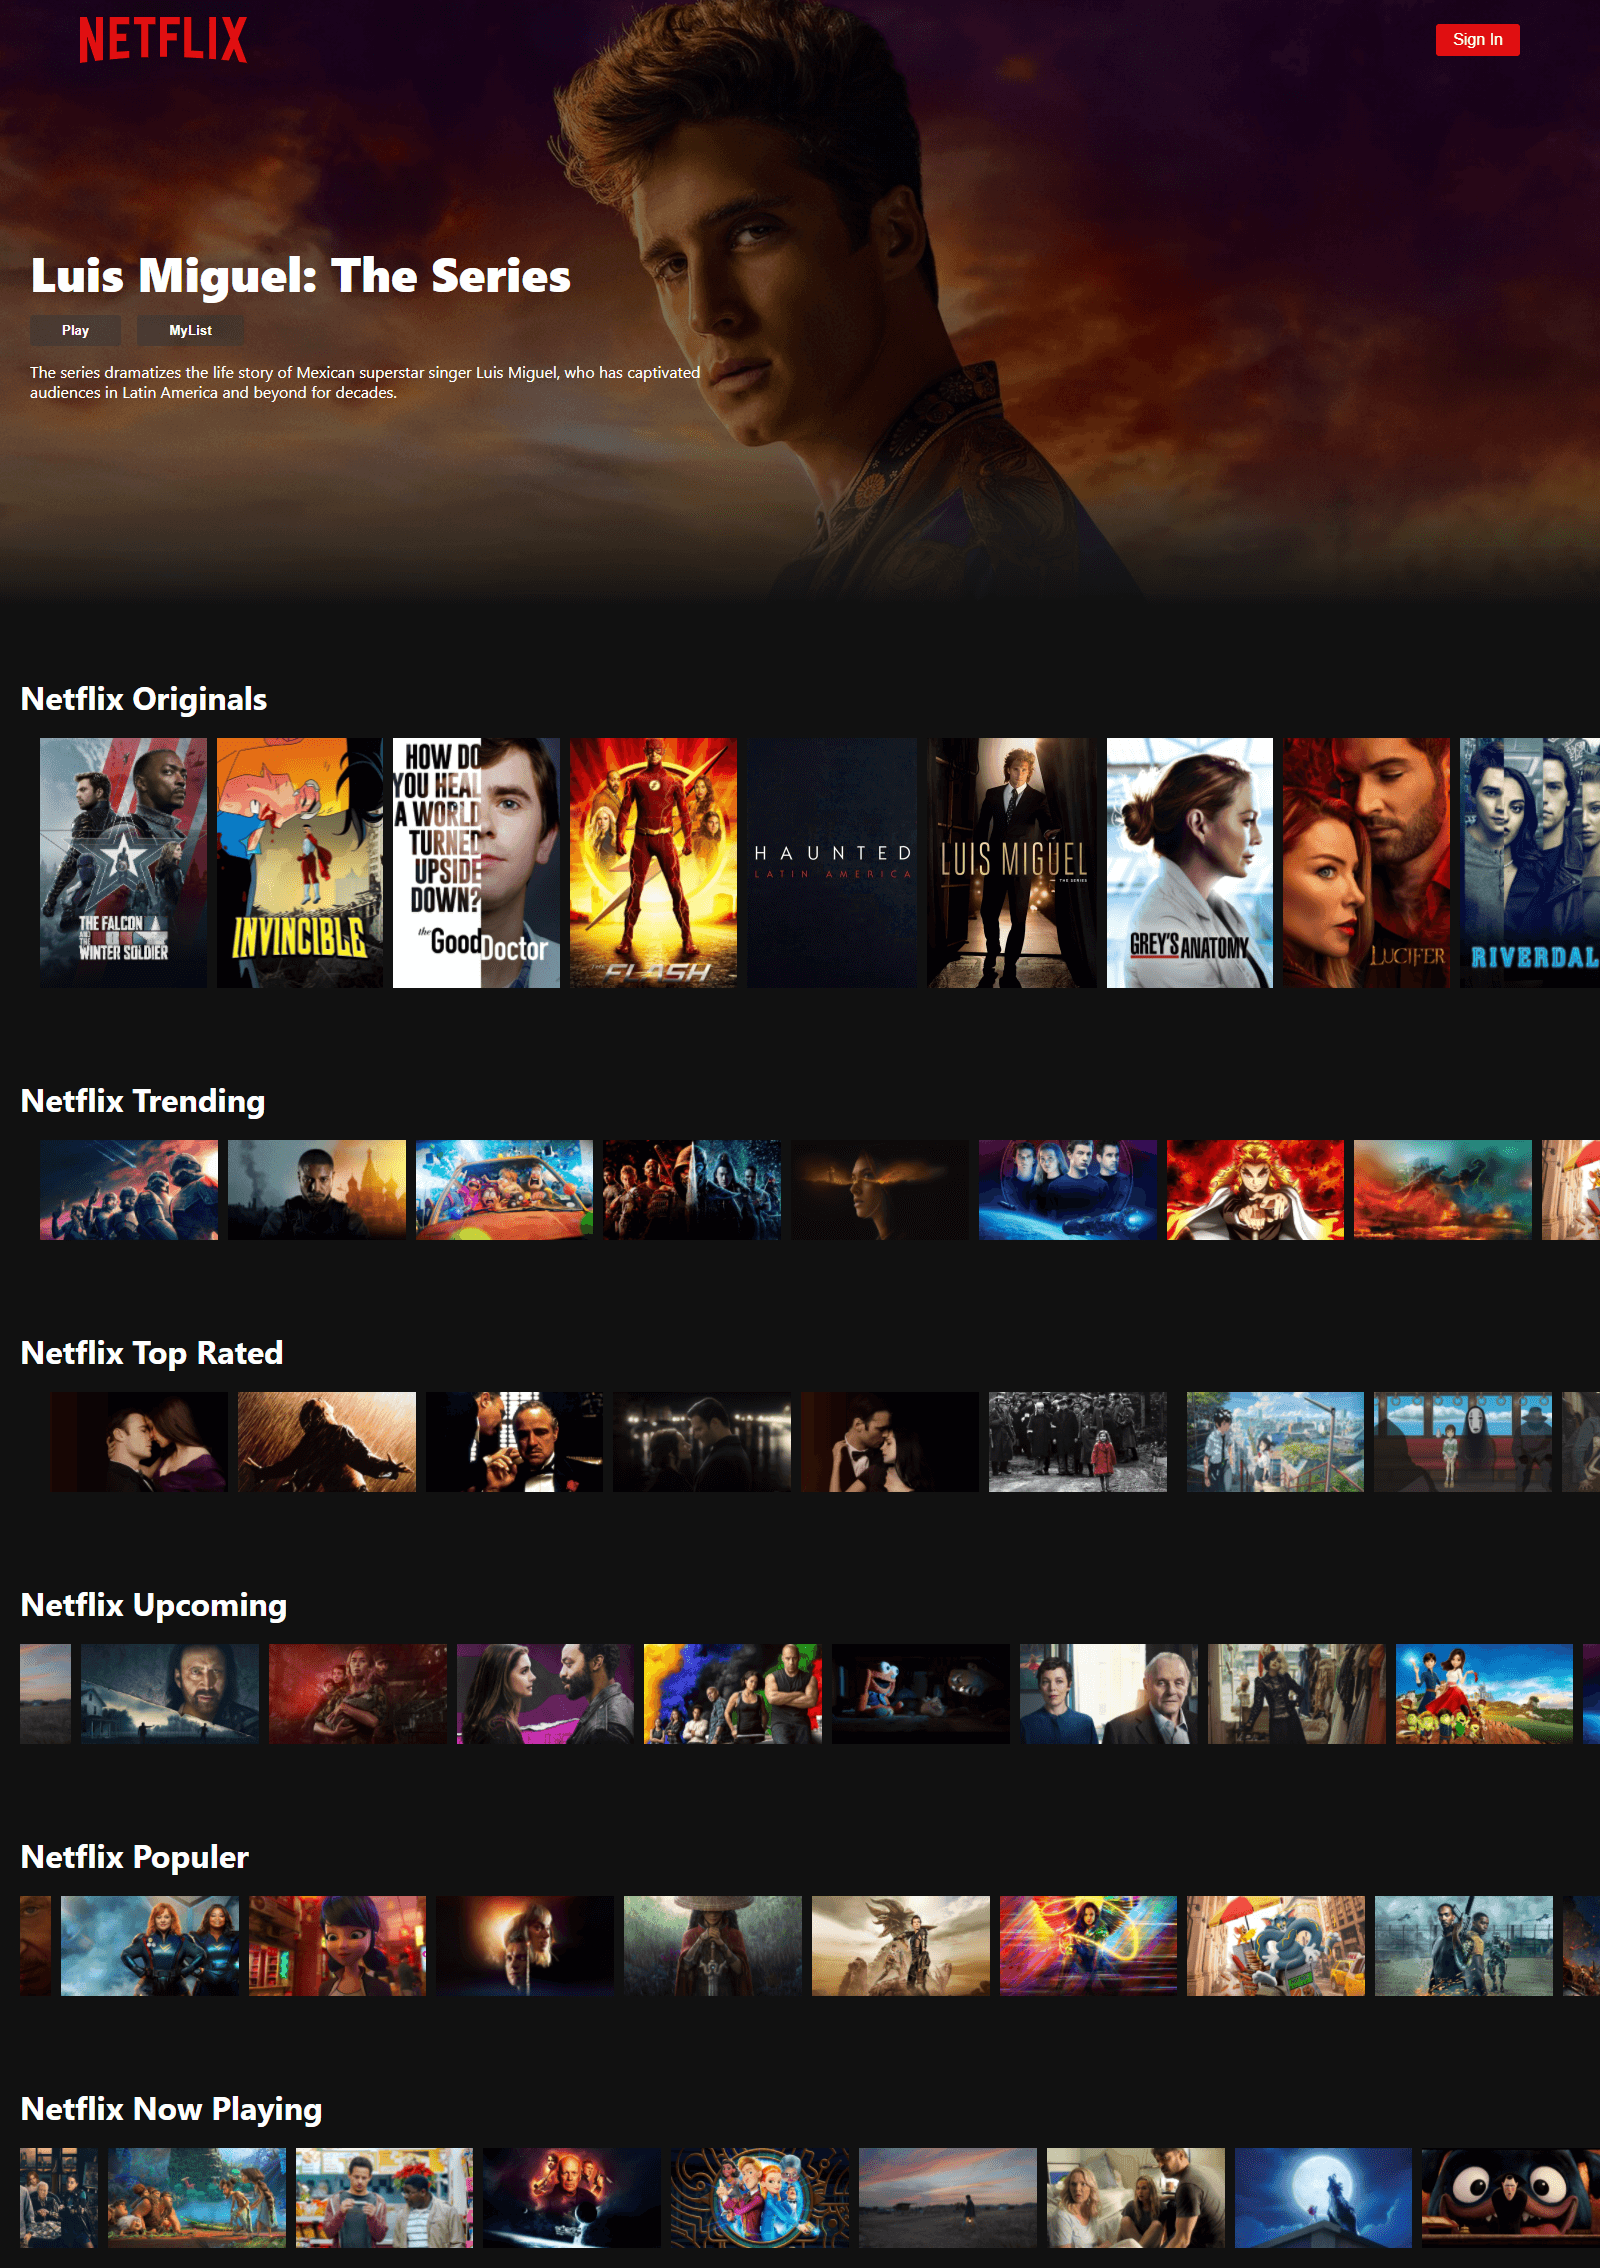 NETFLIX
Sign In
Luis Miguel: The Series
Play
MyList
The series dramatizes the life story of Mexican superstar singer Luis Miguel, who has captivated
audiences in Latin America and beyond for decades.
Netflix Originals
THE FALCON
AND THE
WINTER SOLDIER
INVINCIBLE
HOW DO
YOU HEAL
A WORLD
TURNED
UPSIDE
DOWN?
the Good Doctor
THE FLASH
HAUNTED
LATIN AMERICA
LUIS MIGUEL
THE SERIES
GREY'S ANATOMY
LUCIFER
RIVERDAL
Netflix Trending
Netflix Top Rated
Netflix Upcoming
Netflix Populer
Netflix Now Playing